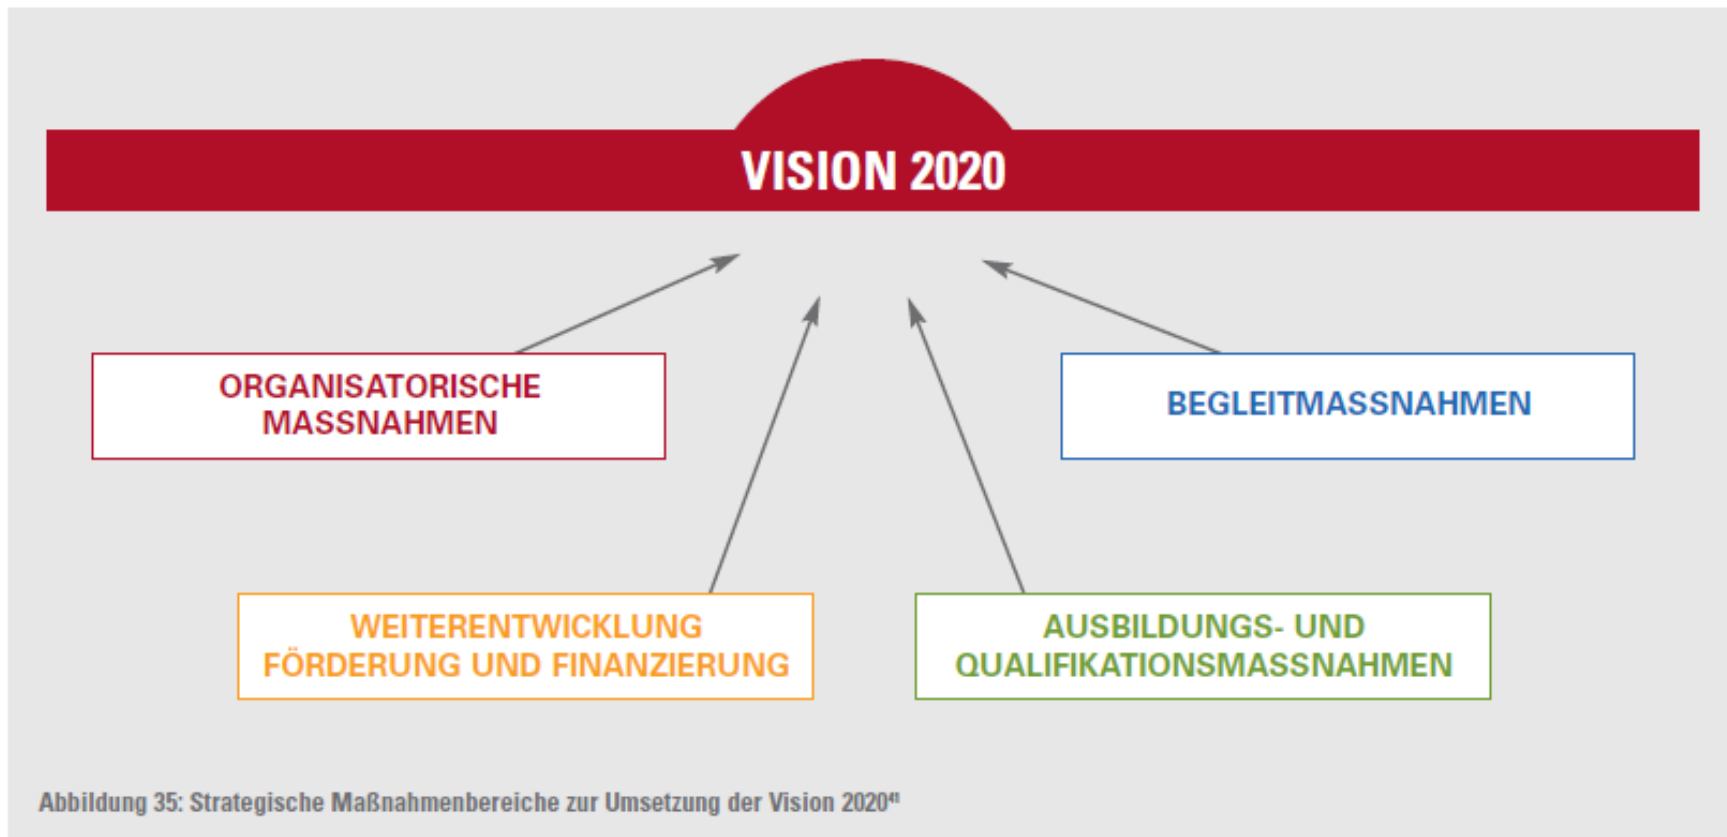 VISION 2020
ORGANISATORISCHE
MASSNAHMEN
BEGLEITMASSNAHMEN
WEITERENTWICKLUNG
FÖRDERUNG UND FINANZIERUNG
AUSBILDUNGS- UND
QUALIFIKATIONSMASSNAHMEN
Abbildung 35: Strategische Maßnahmenbereiche zur Umsetzung der Vision 2020